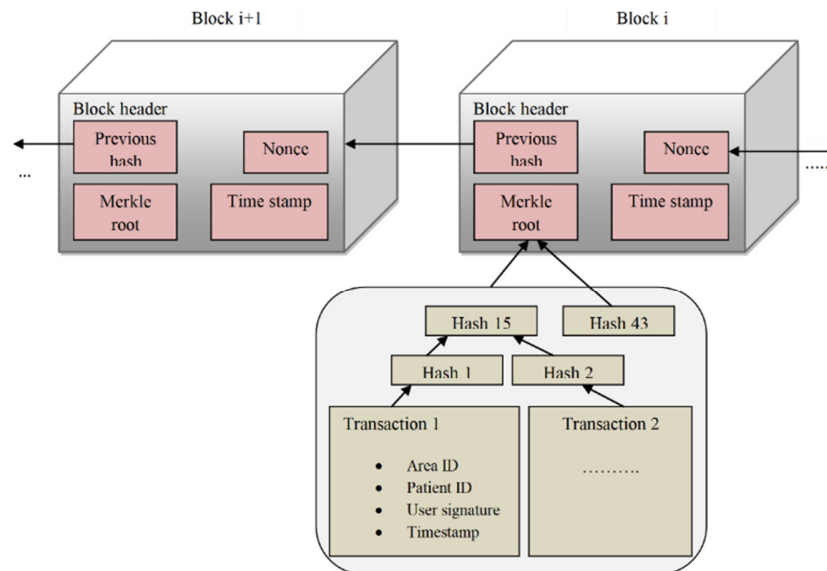 Block i+1
Block i
Block header
Previous
hash
Nonce
Merkle
root
Time stamp
...
Block header
Previous
hash
Nonce
Merkle
root
Time stamp
.....
Hash 15
Hash 43
Hash 1
Hash 2
Transaction 1
• Area ID
• Patient ID
• User signature
• Timestamp
Transaction 2
..........